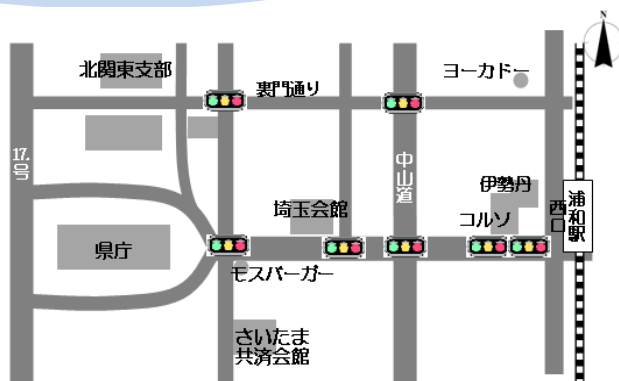 N
北関東支部
ヨーカドー
裏門通り
17号
中山道
伊勢丹
埼玉会館
コルソ
西口
浦和駅
県庁
モスバーガー
さいたま
共済会館